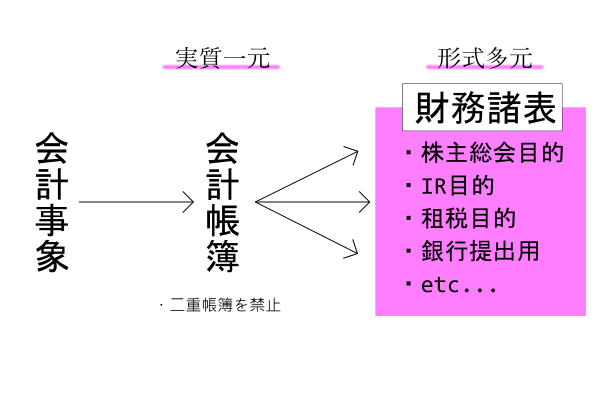 実質一元
形式多元
会計事象
会計帳簿
・二重帳簿を禁止
財務諸表
・株主総会目的
・IR目的
・租税目的
・銀行提出用
・etc...